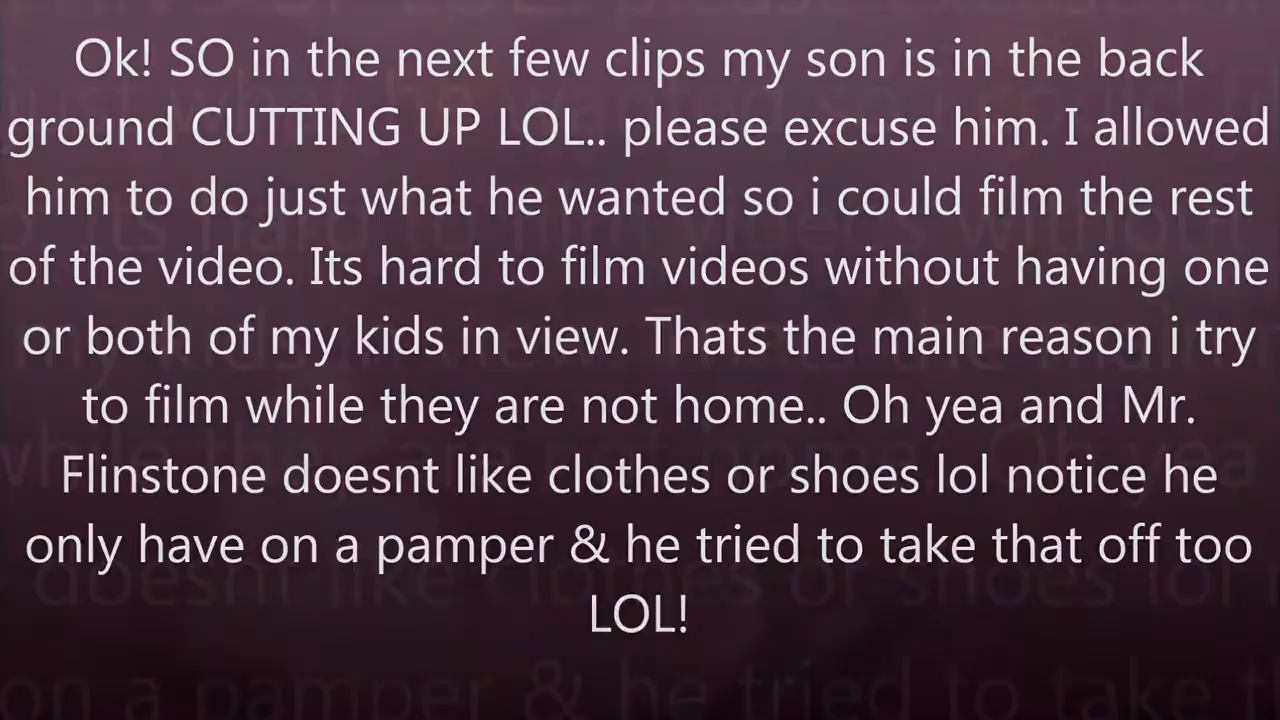 Ok! SO in the next few clips my son is in the back
ground CUTTING UP LOL.. please excuse him. I allowed
him to do just what he wanted so i could film the rest
of the video. Its hard to film videos without having one
or both of my kids in view. Thats the main reason i try
to film while they are not home.. Oh yea and Mr.
Flinstone doesnt like clothes or shoes lol notice he
only have on a pamper & he tried to take that off too
LOL!